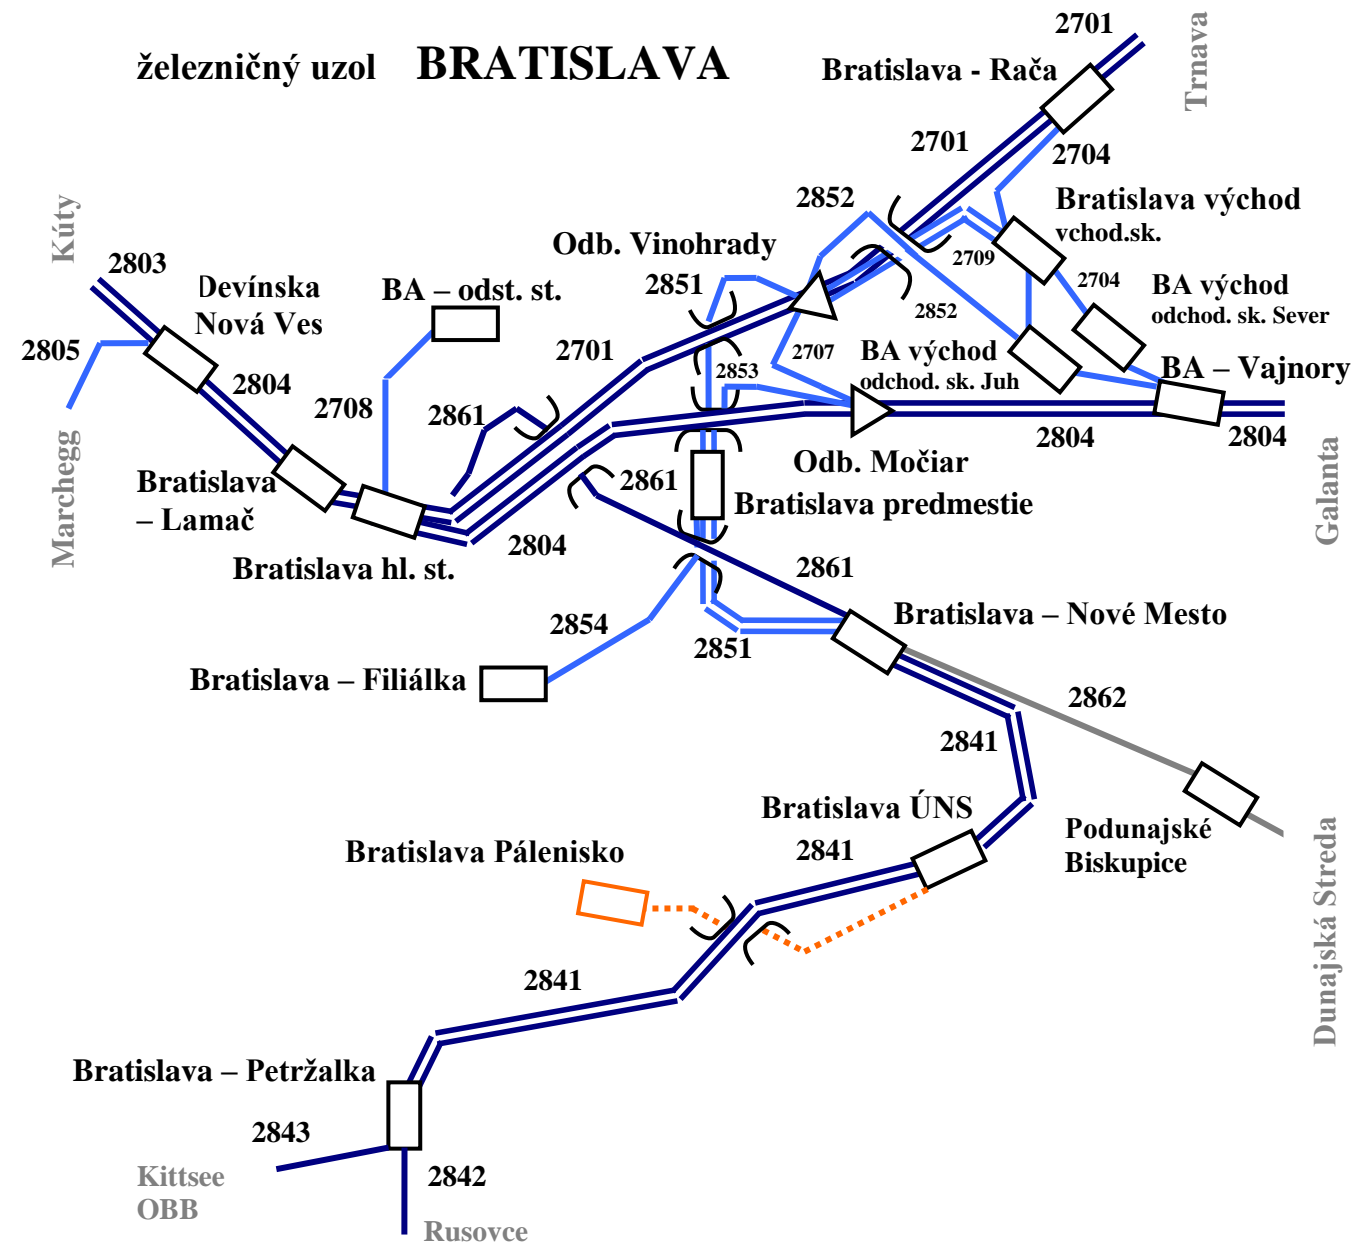 2701
železničný uzol BRATISLAVA
Bratislava - Rača
Trnava
2701
2704
2852
Bratislava východ
vchod.sk.
Kúty
2803
Odb. Vinohrady
2709
2704
Devínska
Nová Ves
BA – odst. st.
2851
2852
BA východ
odchod. sk. Sever
2805
2701
2707
BA východ
odchod. sk. Juh
2853
BA – Vajnory
2804
2708
2861
2804
2804
Marchegg
Galanta
Bratislava
– Lamač
2861
Odb. Močiar
Bratislava predmestie
2804
Bratislava hl. st.
2861
2854
Bratislava – Nové Mesto
2851
Bratislava – Filiálka
2862
2841
Bratislava ÚNS
Podunajské
Biskupice
2841
Bratislava Pálenisko
Dunajská Streda
2841
Bratislava – Petržalka
2843
2842
Kittsee
OBB
Rusovce